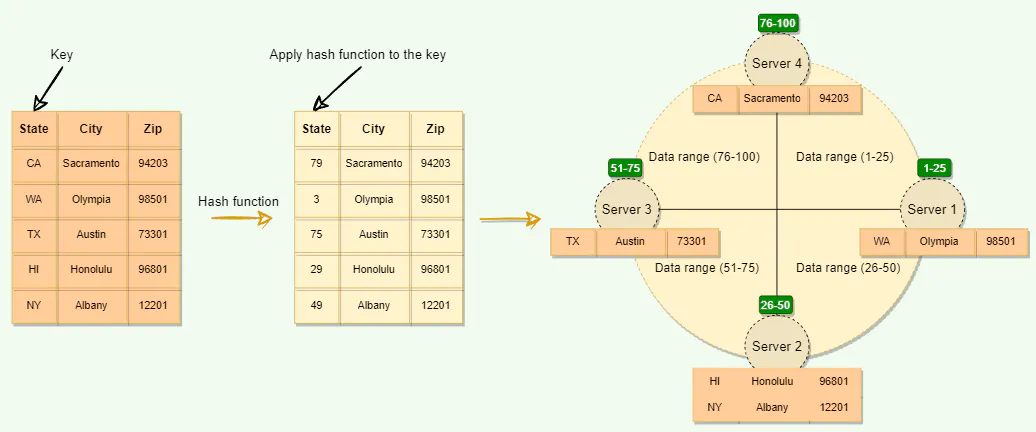 Key
State City Zip
CA Sacramento 94203
WA Olympia 98501
TX Austin 73301
HI Honolulu 96801
NY Albany 12201
Hash function
Apply hash function to the key
State City Zip
79 Sacramento 94203
3 Olympia 98501
75 Austin 73301
29 Honolulu 96801
49 Albany 12201
76-100
Server 4
CA Sacramento 94203
Data range (76-100)
Data range (1-25)
51-75
Server 3
TX Austin 73301
1-25
Server 1
WA Olympia 98501
Data range (51-75)
Data range (26-50)
26-50
Server 2
HI Honolulu 96801
NY Albany 12201